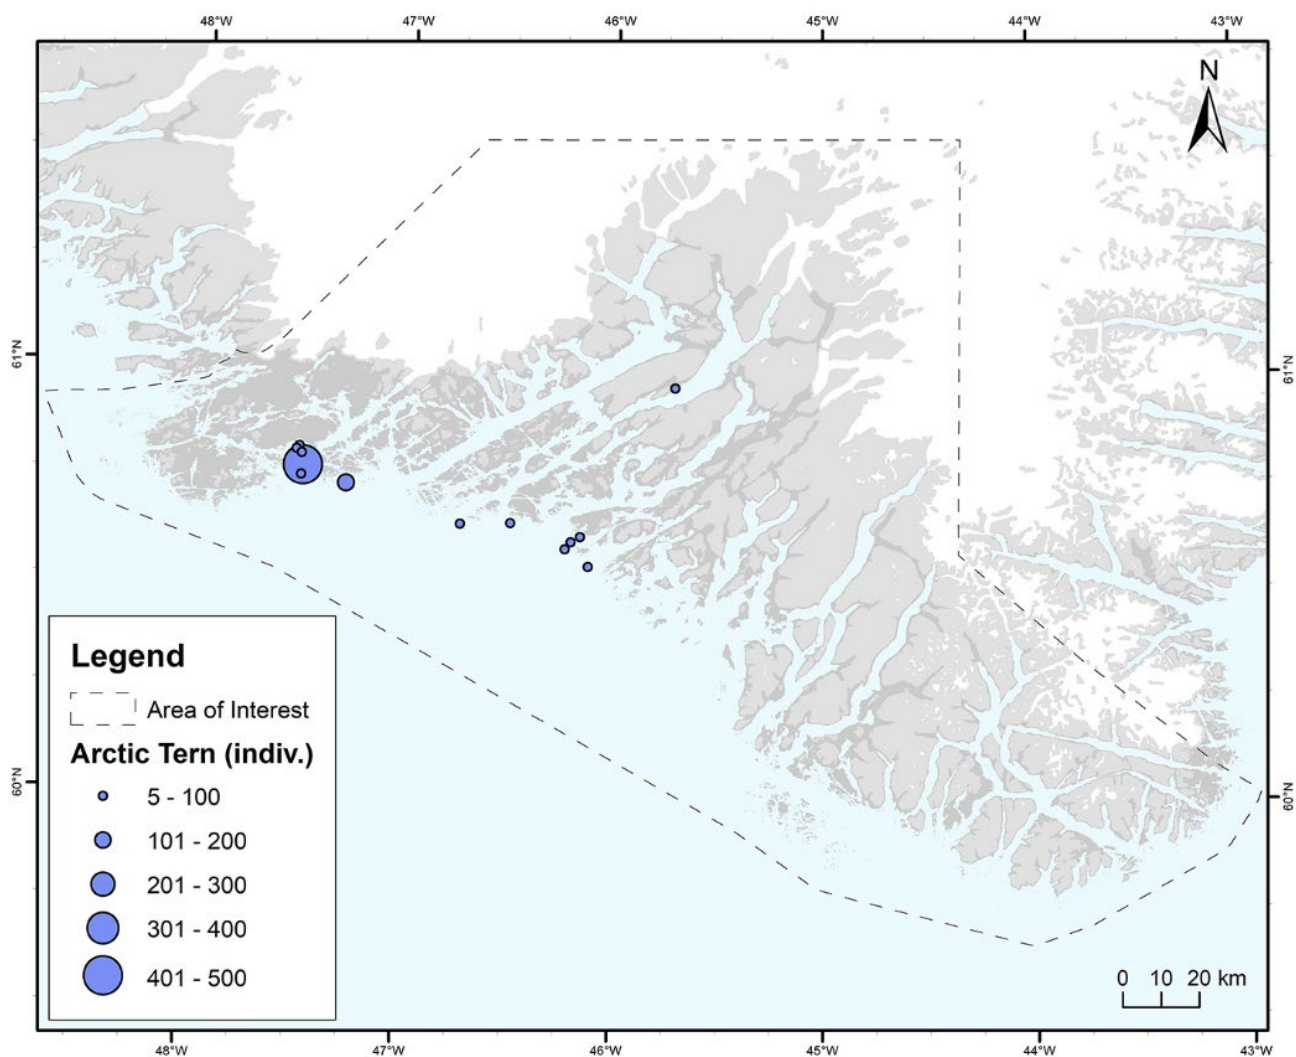 48°W 47°W 46°W 45°W 44°W 43°W
N
61°N 61°N
Legend
Area of Interest
Arctic Tern (indiv.)
5 - 100
101 - 200
201 - 300
301 - 400
401 - 500
60°N 60°N
0 10 20 km
48°W 47°W 46°W 45°W 44°W 43°W